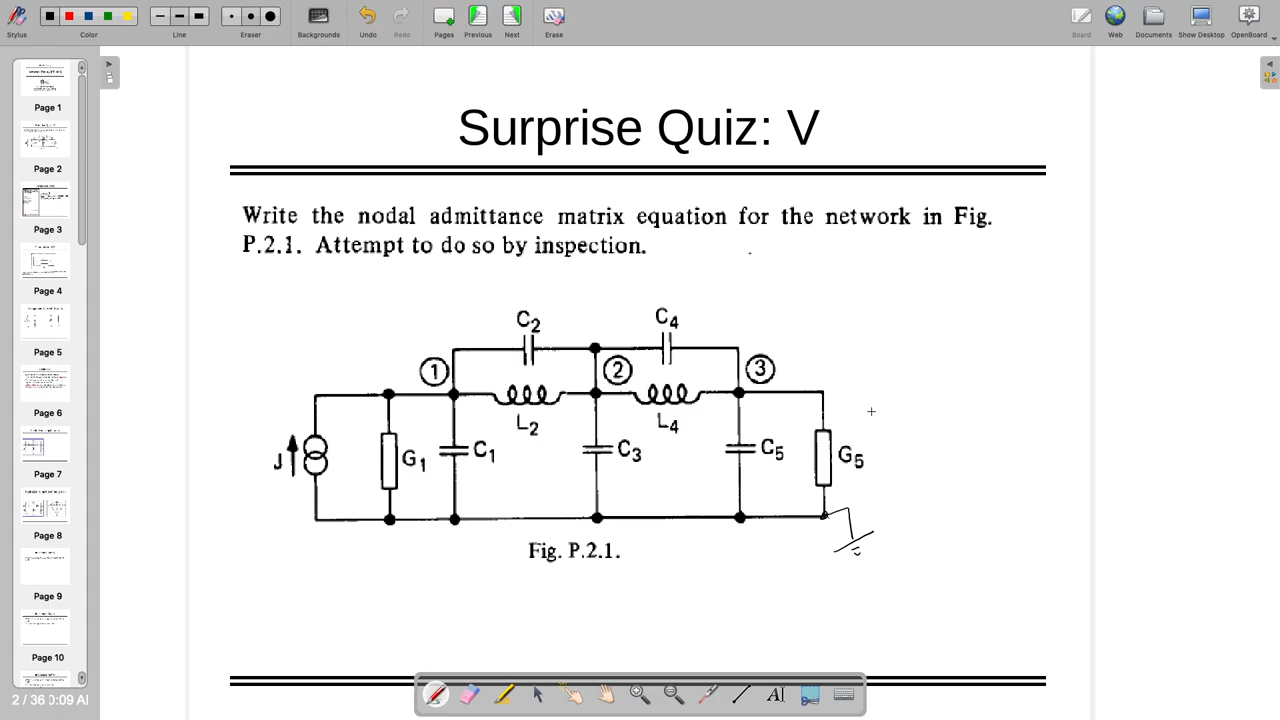 Stylus
Color
Line
Eraser
Backgrounds
Undo
Redo
Pages
Previous
Next
Erase
Board
Web
Documents
Show Desktop
OpenBoard
Page 1
Page 2
Page 3
Page 4
Page 5
Page 6
Page 7
Page 8
Page 9
Page 10
2 / 36
Surprise Quiz: V
Write the nodal admittance matrix equation for the network in Fig.
P.2.1. Attempt to do so by inspection.
C2
C4
1
2
3
L2
L4
J
G1
C1
C3
C5
G5
Fig. P.2.1.